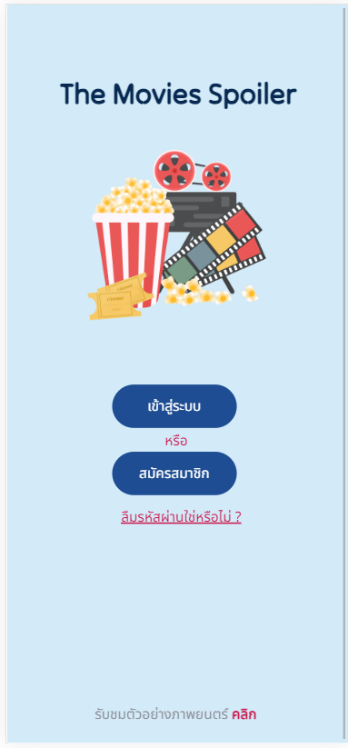 The Movies Spoiler
เข้าสู่ระบบ
หรือ
สมัครสมาชิก
ลืมรหัสผ่านใช่หรือไม่ ?
รับชมตัวอย่างภาพยนตร์ คลิก